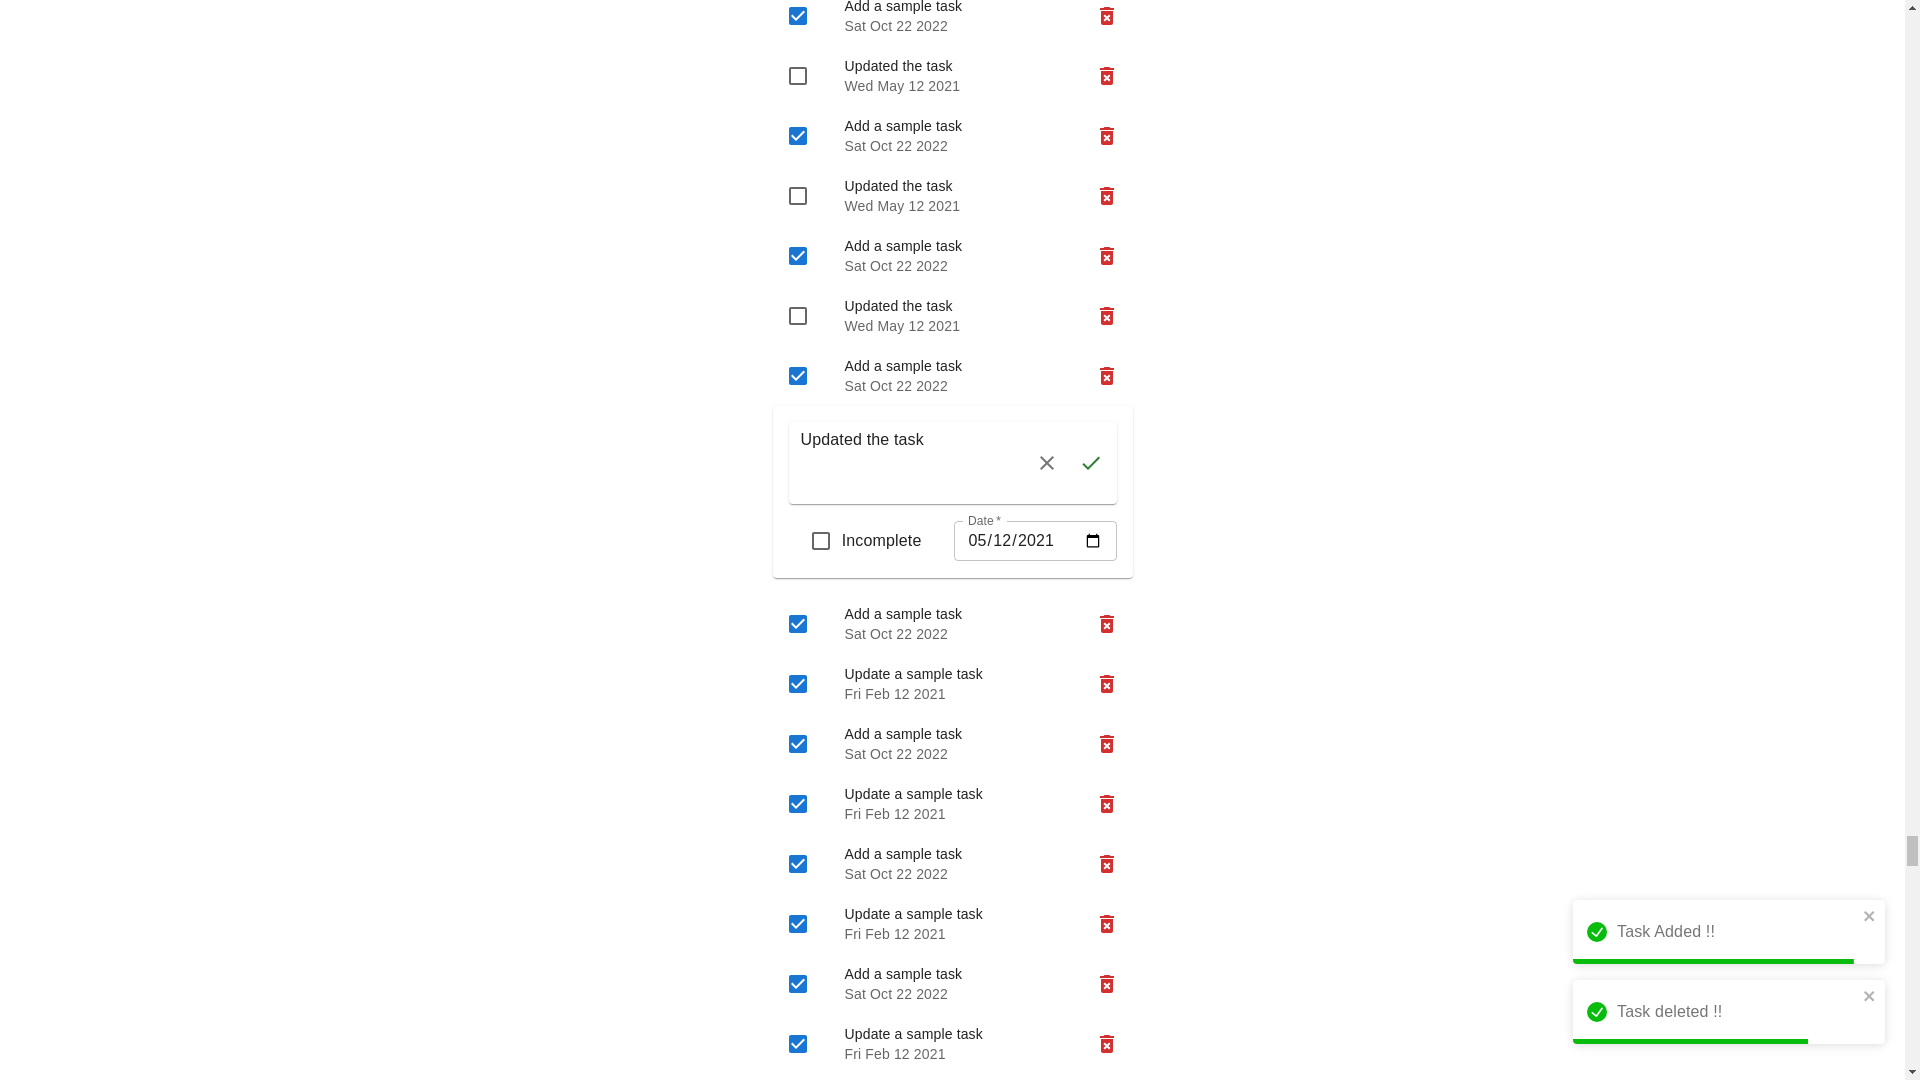 Add a sample task
Sat Oct 22 2022
Updated the task
Wed May 12 2021
Add a sample task
Sat Oct 22 2022
Updated the task
Wed May 12 2021
Add a sample task
Sat Oct 22 2022
Updated the task
Wed May 12 2021
Add a sample task
Sat Oct 22 2022
Updated the task
Date *
Incomplete
05/12/2021
Add a sample task
Sat Oct 22 2022
Update a sample task
Fri Feb 12 2021
Add a sample task
Sat Oct 22 2022
Update a sample task
Fri Feb 12 2021
Add a sample task
Sat Oct 22 2022
Update a sample task
Fri Feb 12 2021
Add a sample task
Sat Oct 22 2022
Update a sample task
Fri Feb 12 2021
Task Added !!
Task deleted !!